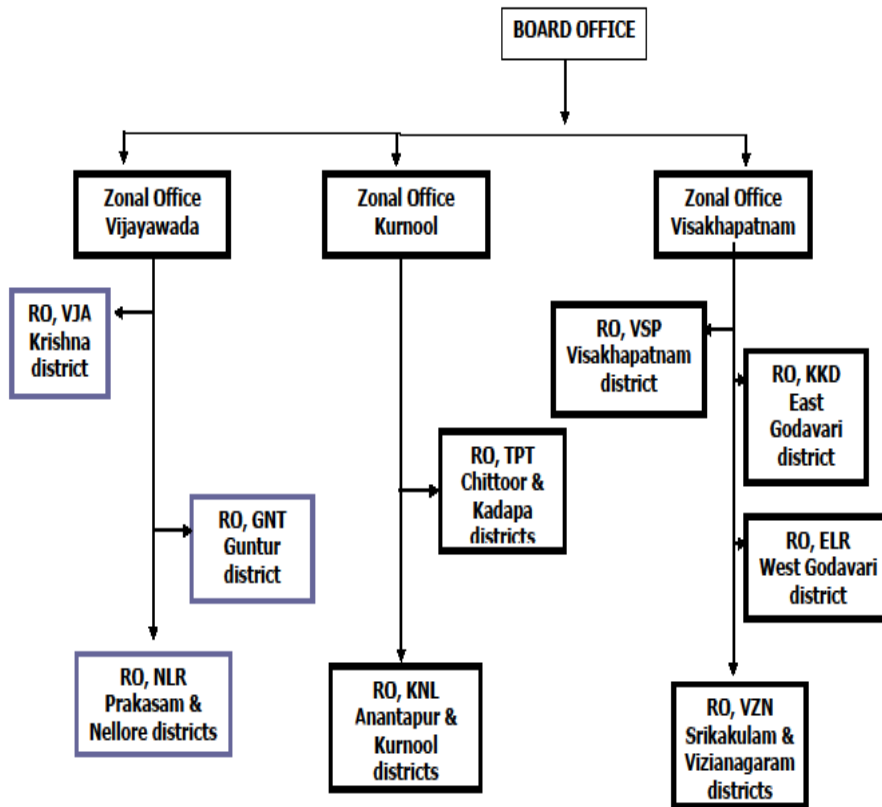 BOARD OFFICE
Zonal Office
Vijayawada
Zonal Office
Kurnool
Zonal Office
Visakhapatnam
RO, VJA
Krishna
district
RO, GNT
Guntur
district
RO, NLR
Prakasam &
Nellore districts
RO, TPT
Chittoor &
Kadapa
districts
RO, KNL
Anantapur &
Kurnool
districts
RO, VSP
Visakhapatnam
district
RO, KKD
East
Godavari
district
RO, ELR
West Godavari
district
RO, VZN
Srikakulam &
Vizianagaram
districts